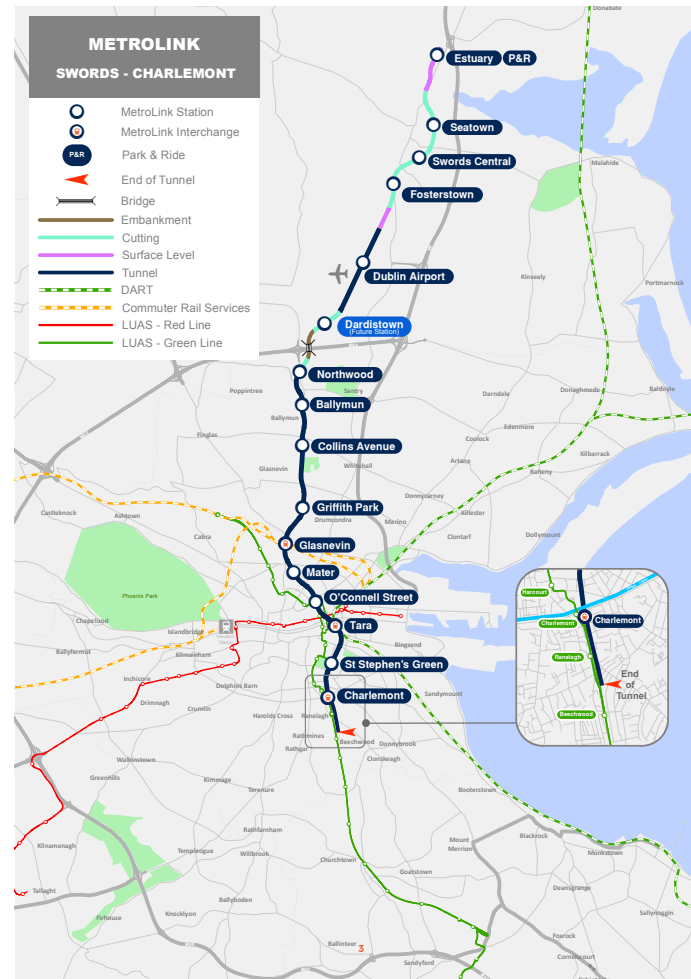 METROLINK
SWORDS - CHARLEMONT
MetroLink Station
MetroLink Interchange
P&R
Park & Ride
End of Tunnel
Bridge
Embankment
Cutting
Surface Level
Tunnel
DART
Commuter Rail Services
LUAS - Red Line
LUAS - Green Line
Donabate
Estuary P&R
Seatown
Swords Central
Malahide
Fosterstown
Dublin Airport
Kinsealy
Portmarnock
Dardistown
(Future Station)
Northwood
Poppintree
Santry
Ballymun
Ballymun
Darndale
Donaghmede
Baldoyle
Edenmore
Finglas
Collins Avenue
Coolock
Kilbarrack
Artane
Raheny
Glasnevin
Whitehall
Donnycarney
Griffith Park
Killester
Castleknock
Ashtown
Drumcondra
Marino
Cabra
Clontarf
Dollymount
Glasnevin
Mater
Phoenix Park
O'Connell Street
Chapelizod
Islandbridge
Tara
Ballyfermot
Kilmainham
Ringsend
St Stephen's Green
Inchicore
Dolphins Barn
Sandymount
Drimnagh
Crumlin
Charlemont
Harolds Cross
Ranelagh
Rathmines
Beechwood
Donnybrook
Rathgar
Clonskeagh
Harcourt
Charlemont
Charlemont
Ranelagh
End
of
Tunnel
Beechwood
Walkinstown
Greenhills
Kimmage
Terenure
Booterstown
Rathfarnham
Mount
Merrion
Blackrock
Kilnamanagh
Templeogue
Willbrook
Churchtown
Monkstown
Goatstown
Tallaght
Deansgrange
Ballyboden
Knocklyon
Firhouse
Sallynoggin
Ballinteer
3
Foxrock
Sandyford
Cornelscourt